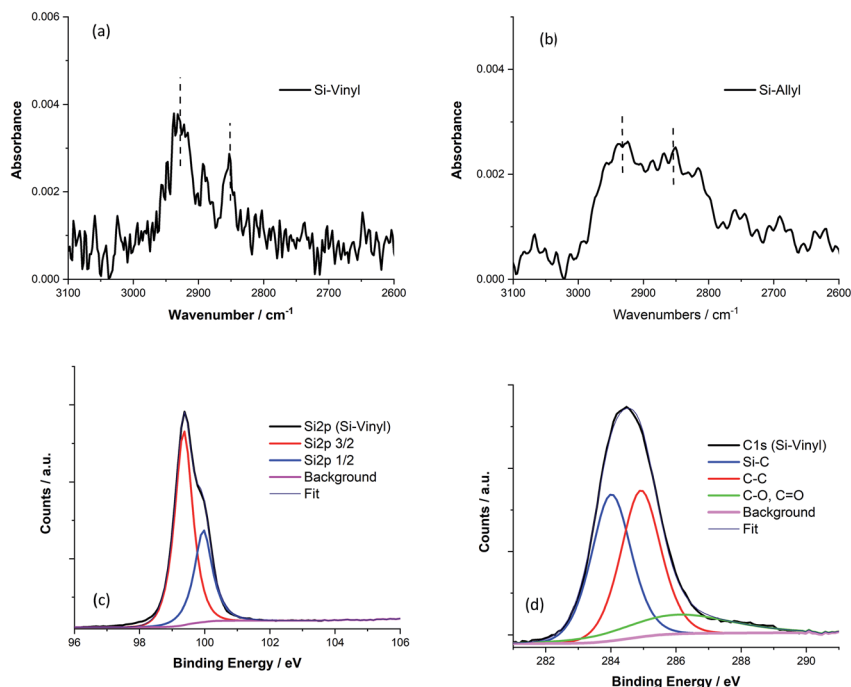 (a)
0.006
0.004
0.002
0.000
Absorbance
Si-Vinyl
3100 3000 2900 2800 2700 2600
Wavenumber / cm-1
(b)
0.004
0.002
0.000
Absorbance
Si-Allyl
3100 3000 2900 2800 2700 2600
Wavenumbers / cm-1
Counts / a.u.
Si2p (Si-Vinyl)
Si2p 3/2
Si2p 1/2
Background
Fit
(c)
96 98 100 102 104 106
Binding Energy / eV
Counts / a.u.
C1s (Si-Vinyl)
Si-C
C-C
C-O, C=O
Background
Fit
(d)
282 284 286 288 290
Binding Energy / eV